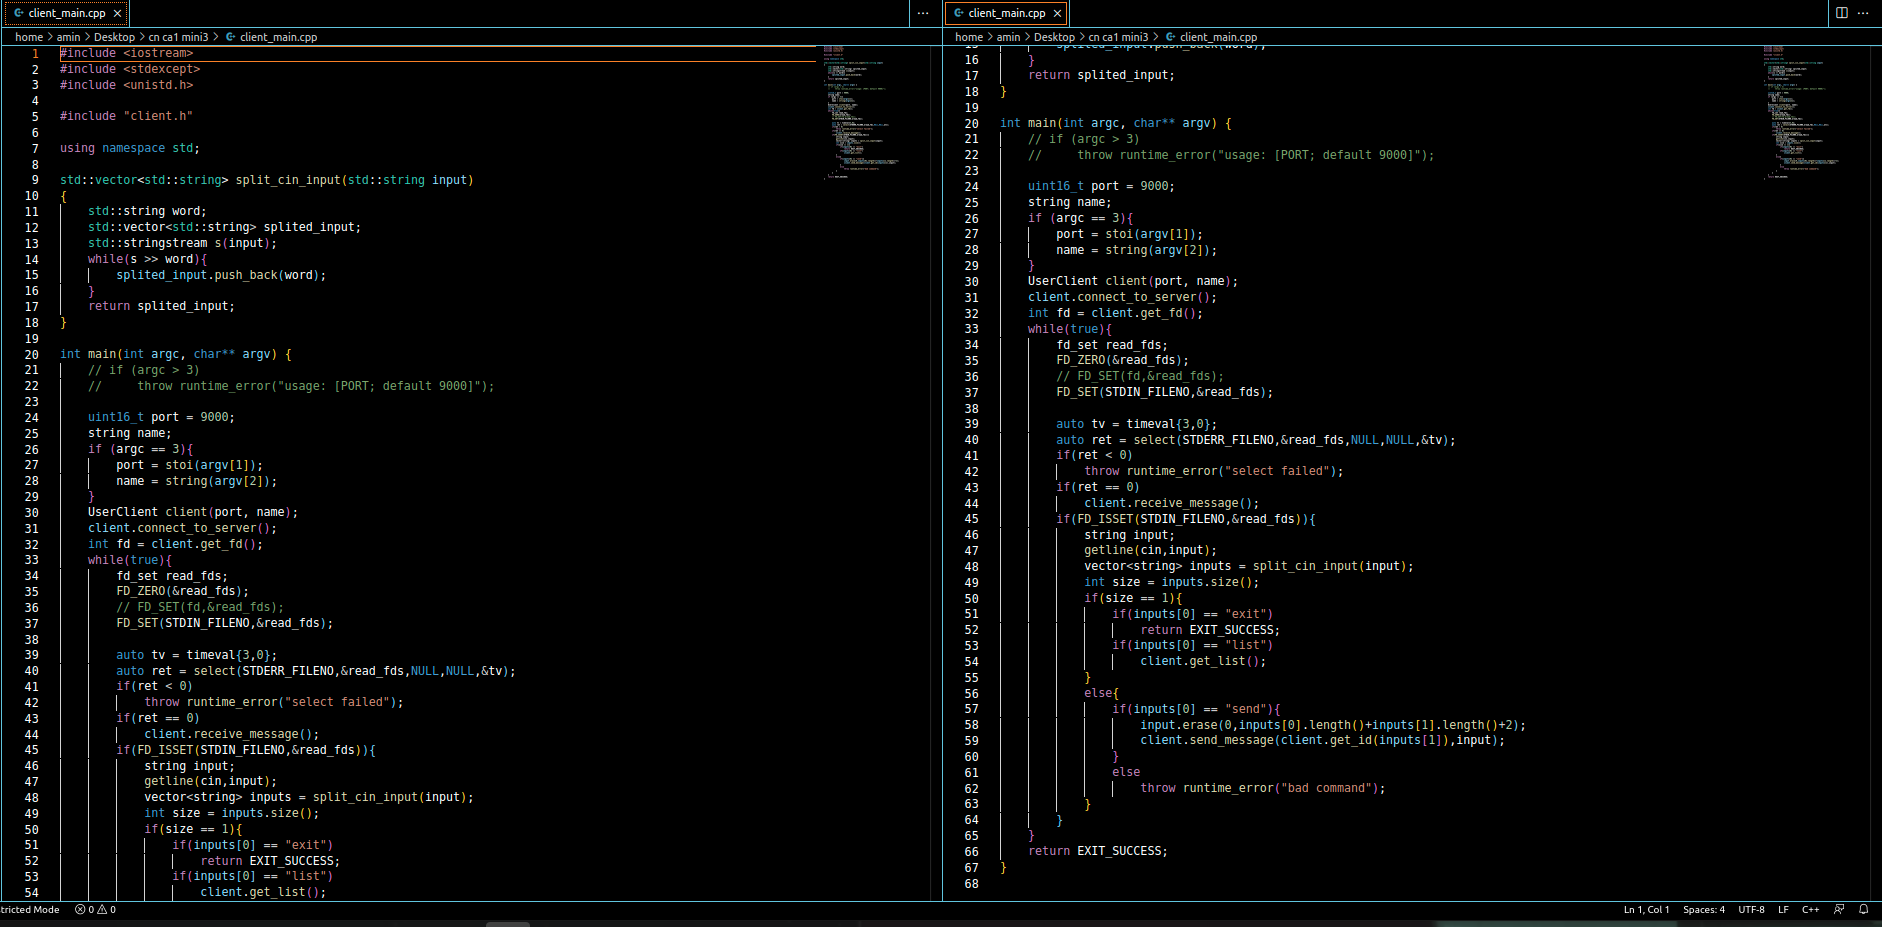 client_main.cpp
home > amin > Desktop > cn ca1 mini3 > client_main.cpp
1 #include <iostream>
2 #include <stdexcept>
3 #include <unistd.h>
4
5 #include "client.h"
6
7 using namespace std;
8
9 std::vector<std::string> split_cin_input(std::string input)
10 {
11     std::string word;
12     std::vector<std::string> splited_input;
13     std::stringstream s(input);
14     while(s >> word){
15         splited_input.push_back(word);
16     }
17     return splited_input;
18 }
19
20 int main(int argc, char** argv) {
21     // if (argc > 3)
22     //     throw runtime_error("usage: [PORT; default 9000]");
23
24     uint16_t port = 9000;
25     string name;
26     if (argc == 3){
27         port = stoi(argv[1]);
28         name = string(argv[2]);
29     }
30     UserClient client(port, name);
31     client.connect_to_server();
32     int fd = client.get_fd();
33     while(true){
34         fd_set read_fds;
35         FD_ZERO(&read_fds);
36         // FD_SET(fd,&read_fds);
37         FD_SET(STDIN_FILENO,&read_fds);
38
39         auto tv = timeval{3,0};
40         auto ret = select(STDERR_FILENO,&read_fds,NULL,NULL,&tv);
41         if(ret < 0)
42             throw runtime_error("select failed");
43         if(ret == 0)
44             client.receive_message();
45         if(FD_ISSET(STDIN_FILENO,&read_fds)){
46             string input;
47             getline(cin,input);
48             vector<string> inputs = split_cin_input(input);
49             int size = inputs.size();
50             if(size == 1){
51                 if(inputs[0] == "exit")
52                     return EXIT_SUCCESS;
53                 if(inputs[0] == "list")
54                     client.get_list();
client_main.cpp
home > amin > Desktop > cn ca1 mini3 > client_main.cpp
15         splited_input.push_back(word);
16     }
17     return splited_input;
18 }
19
20 int main(int argc, char** argv) {
21     // if (argc > 3)
22     //     throw runtime_error("usage: [PORT; default 9000]");
23
24     uint16_t port = 9000;
25     string name;
26     if (argc == 3){
27         port = stoi(argv[1]);
28         name = string(argv[2]);
29     }
30     UserClient client(port, name);
31     client.connect_to_server();
32     int fd = client.get_fd();
33     while(true){
34         fd_set read_fds;
35         FD_ZERO(&read_fds);
36         // FD_SET(fd,&read_fds);
37         FD_SET(STDIN_FILENO,&read_fds);
38
39         auto tv = timeval{3,0};
40         auto ret = select(STDERR_FILENO,&read_fds,NULL,NULL,&tv);
41         if(ret < 0)
42             throw runtime_error("select failed");
43         if(ret == 0)
44             client.receive_message();
45         if(FD_ISSET(STDIN_FILENO,&read_fds)){
46             string input;
47             getline(cin,input);
48             vector<string> inputs = split_cin_input(input);
49             int size = inputs.size();
50             if(size == 1){
51                 if(inputs[0] == "exit")
52                     return EXIT_SUCCESS;
53                 if(inputs[0] == "list")
54                     client.get_list();
55             }
56             else{
57                 if(inputs[0] == "send"){
58                     input.erase(0,inputs[0].length()+inputs[1].length()+2);
59                     client.send_message(client.get_id(inputs[1]),input);
60                 }
61                 else
62                     throw runtime_error("bad command");
63             }
64         }
65     }
66     return EXIT_SUCCESS;
67 }
68
tricted Mode 0 0 Ln 1, Col 1 Spaces: 4 UTF-8 LF C++